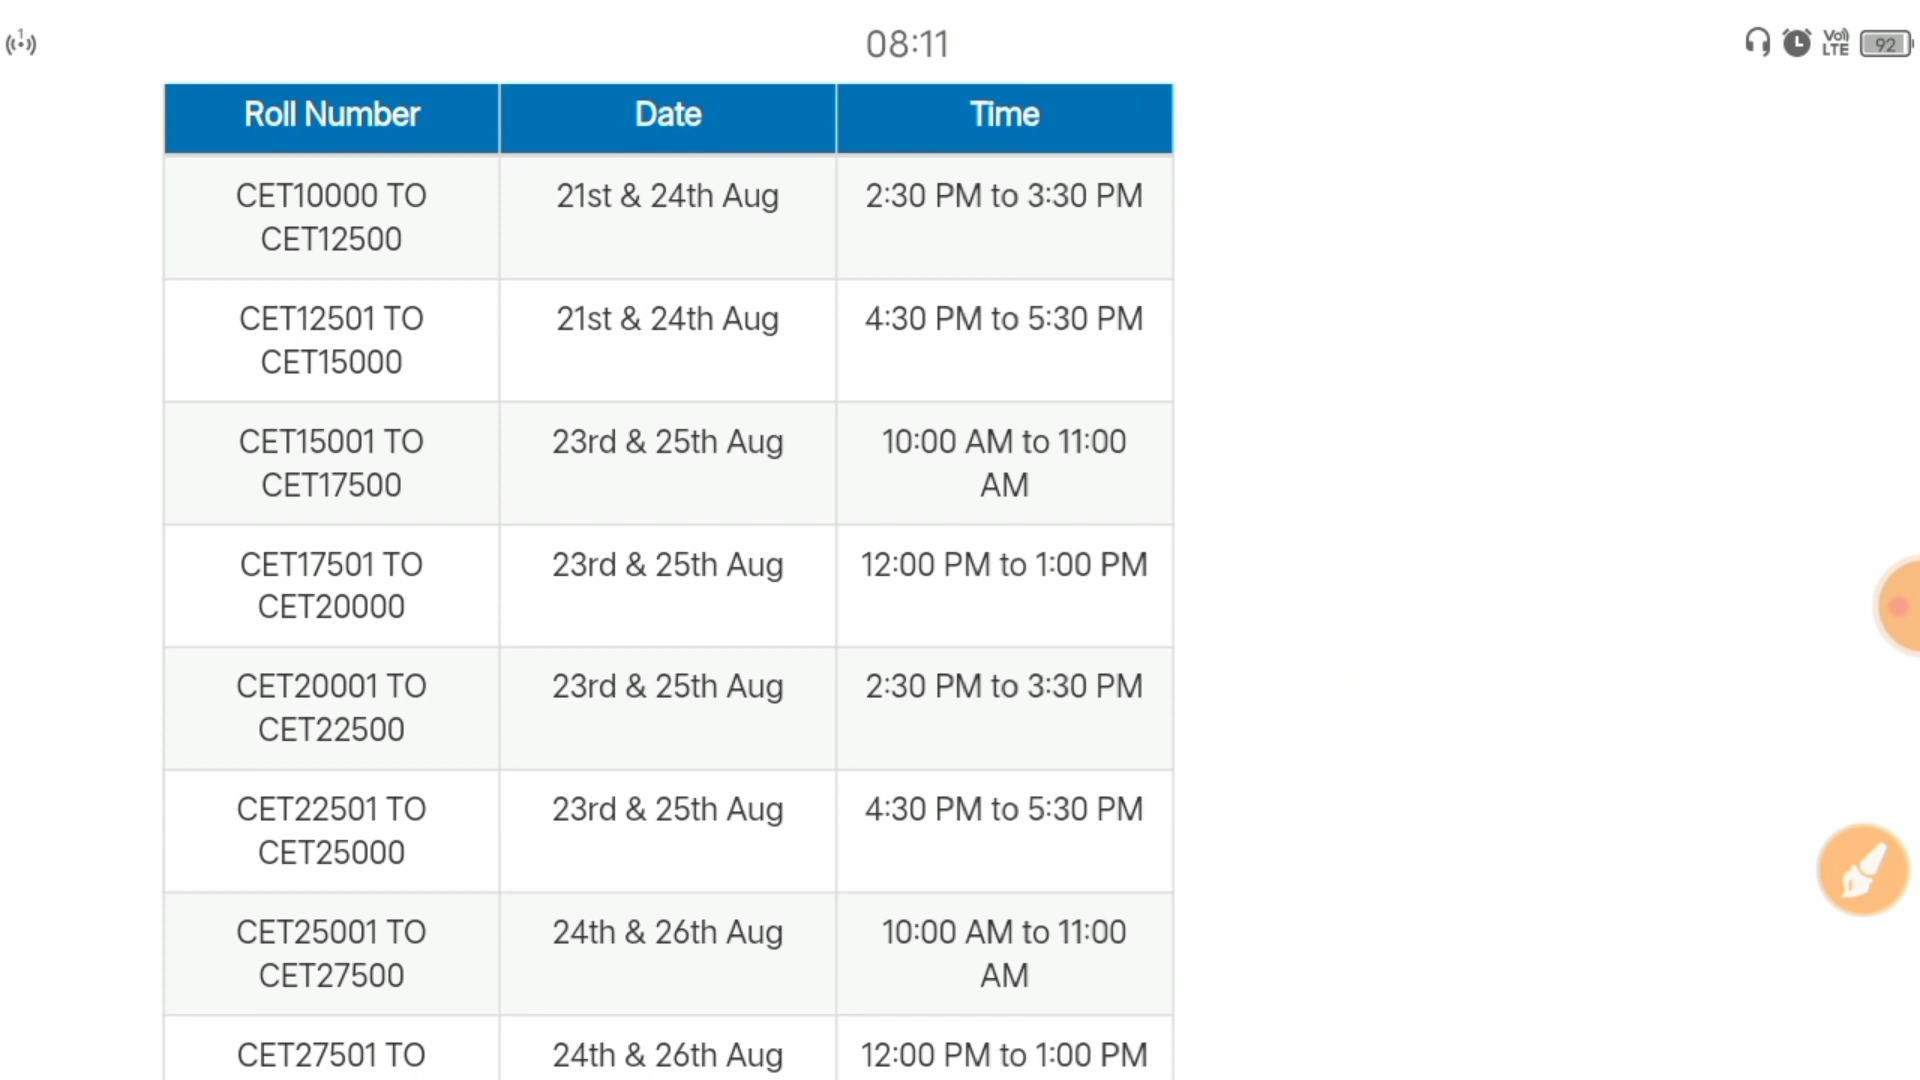 08:11
Vo)) LTE
92
Roll Number Date Time
CET10000 TO 21st & 24th Aug 2:30 PM to 3:30 PM
CET12500
CET12501 TO 21st & 24th Aug 4:30 PM to 5:30 PM
CET15000
CET15001 TO 23rd & 25th Aug 10:00 AM to 11:00
CET17500 AM
CET17501 TO 23rd & 25th Aug 12:00 PM to 1:00 PM
CET20000
CET20001 TO 23rd & 25th Aug 2:30 PM to 3:30 PM
CET22500
CET22501 TO 23rd & 25th Aug 4:30 PM to 5:30 PM
CET25000
CET25001 TO 24th & 26th Aug 10:00 AM to 11:00
CET27500 AM
CET27501 TO 24th & 26th Aug 12:00 PM to 1:00 PM